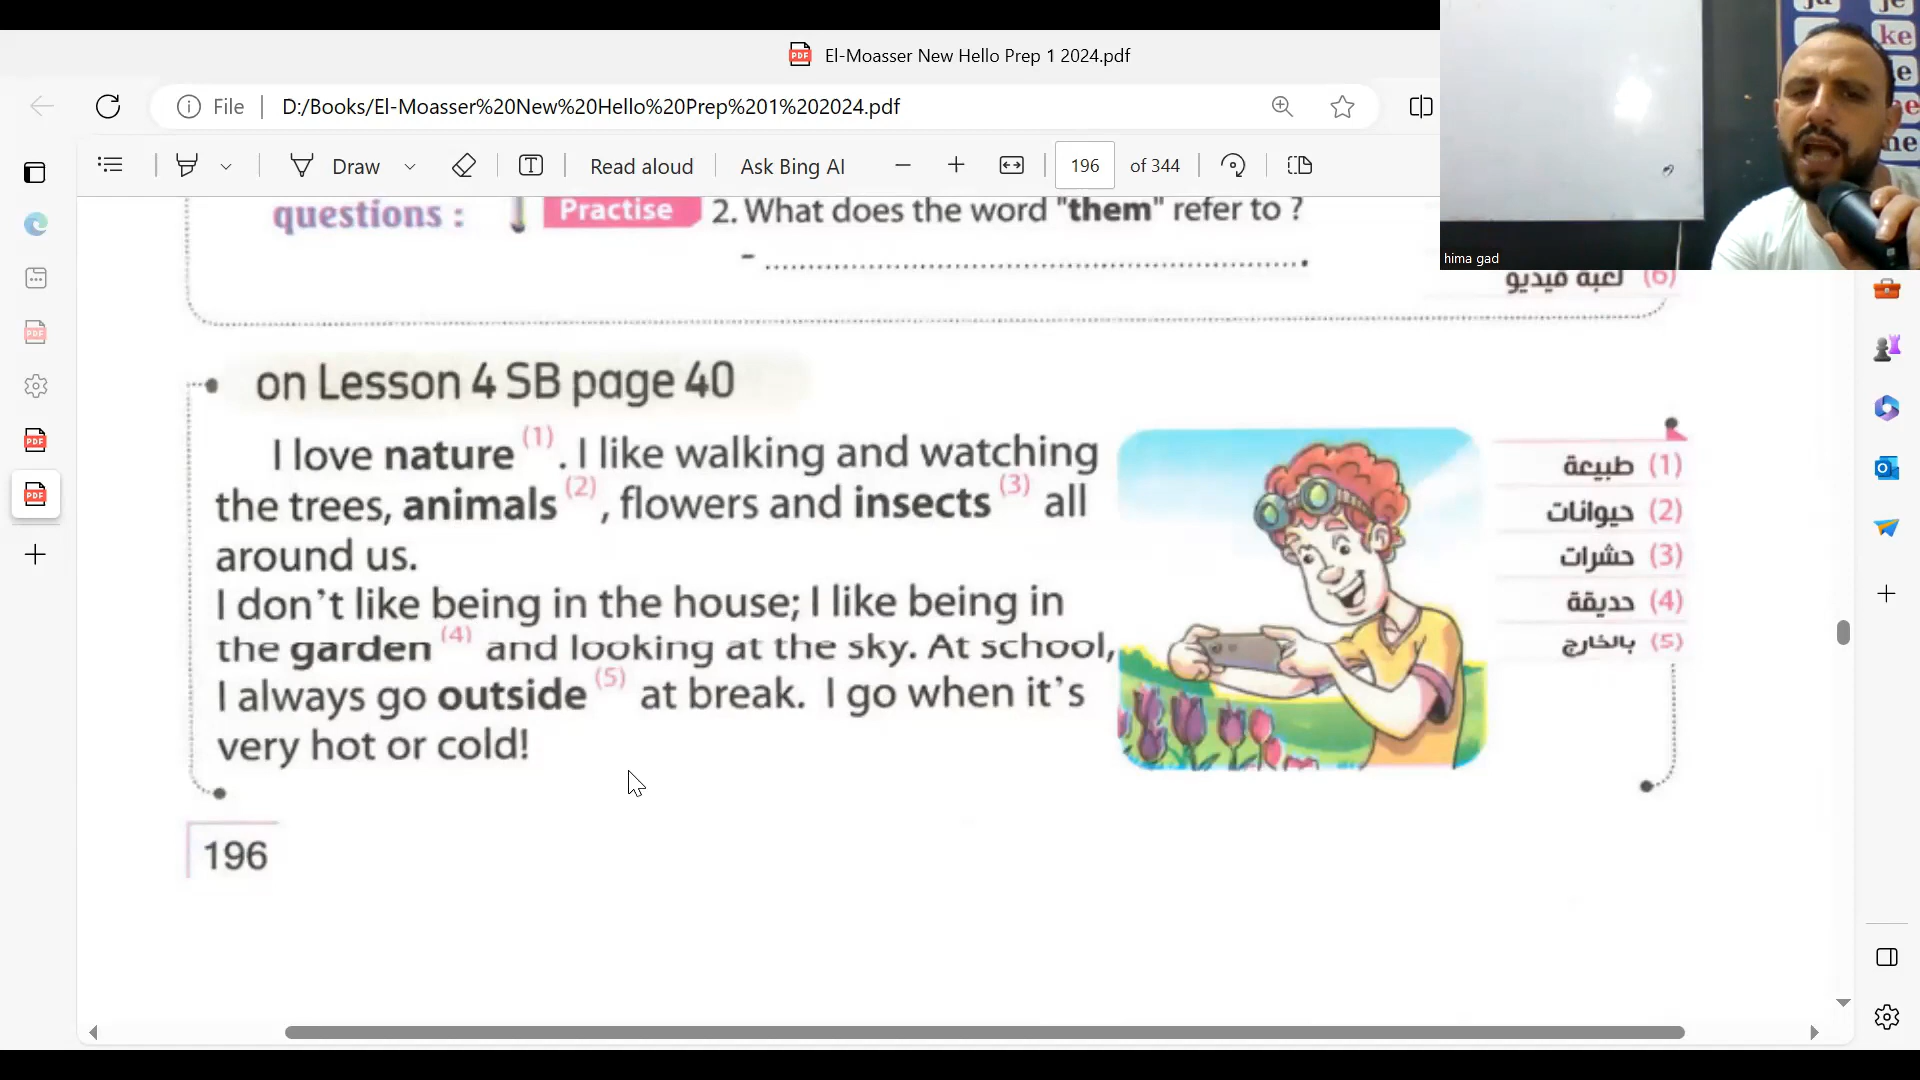 El-Moasser New Hello Prep 1 2024.pdf
File
D:/Books/El-Moasser%20New%20Hello%20Prep%201%202024.pdf
Draw
Read aloud
Ask Bing AI
196 of 344
questions :
Practise
2. What does the word "them" refer to ?
- ............................................
hima gad
(6) لعبة فيديو
on Lesson 4 SB page 40
I love nature (1). I like walking and watching
the trees, animals (2), flowers and insects (3) all
around us.
I don't like being in the house; I like being in
the garden (4) and looking at the sky. At school,
I always go outside (5) at break. I go when it's
very hot or cold!
(1) طبيعة
(2) حيوانات
(3) حشرات
(4) حديقة
(5) بالخارج
196
ke